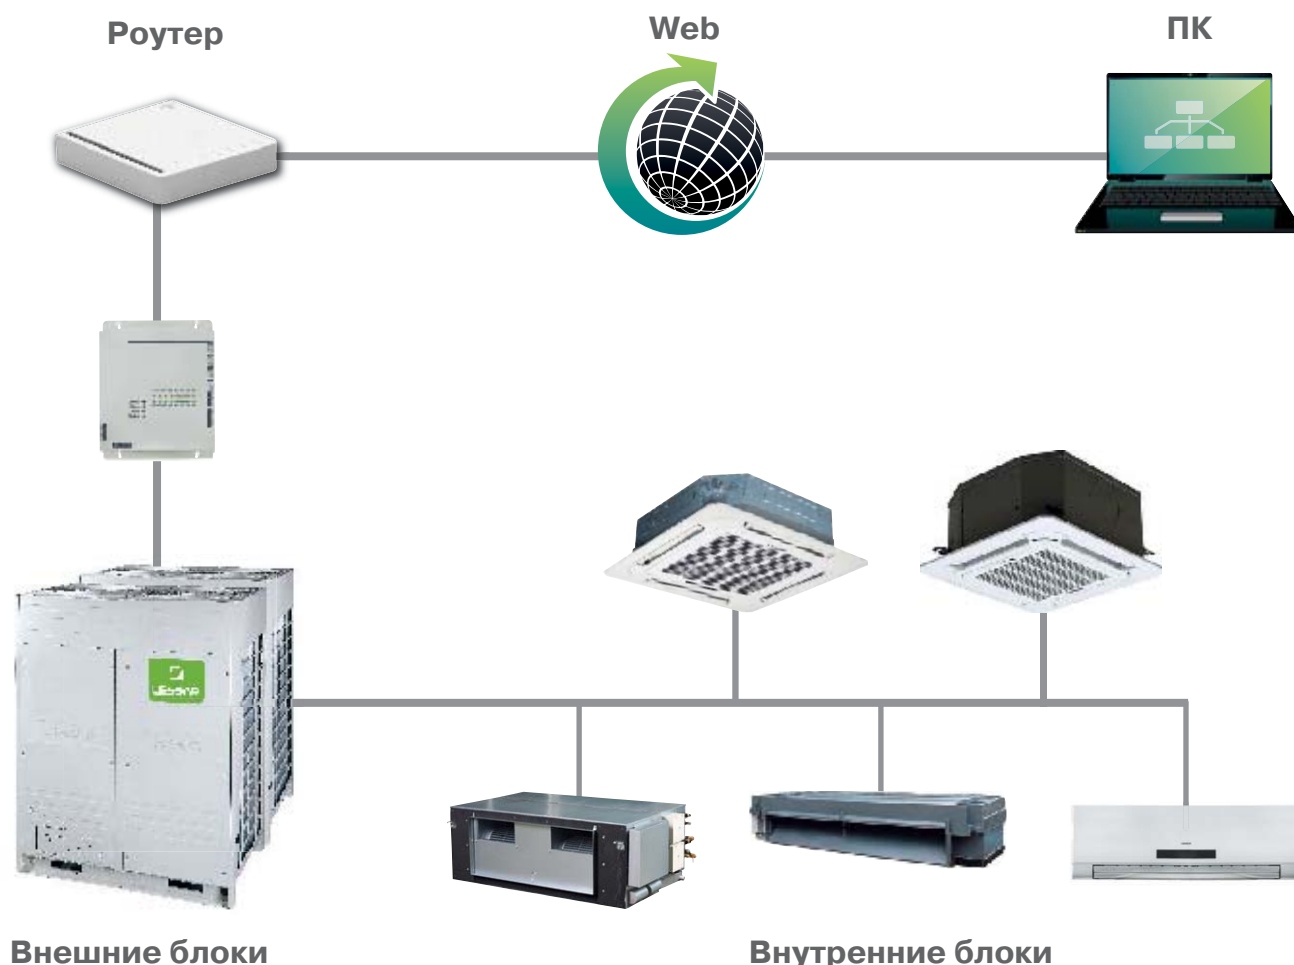 Роутер
Web
ПК
Внешние блоки
Внутренние блоки